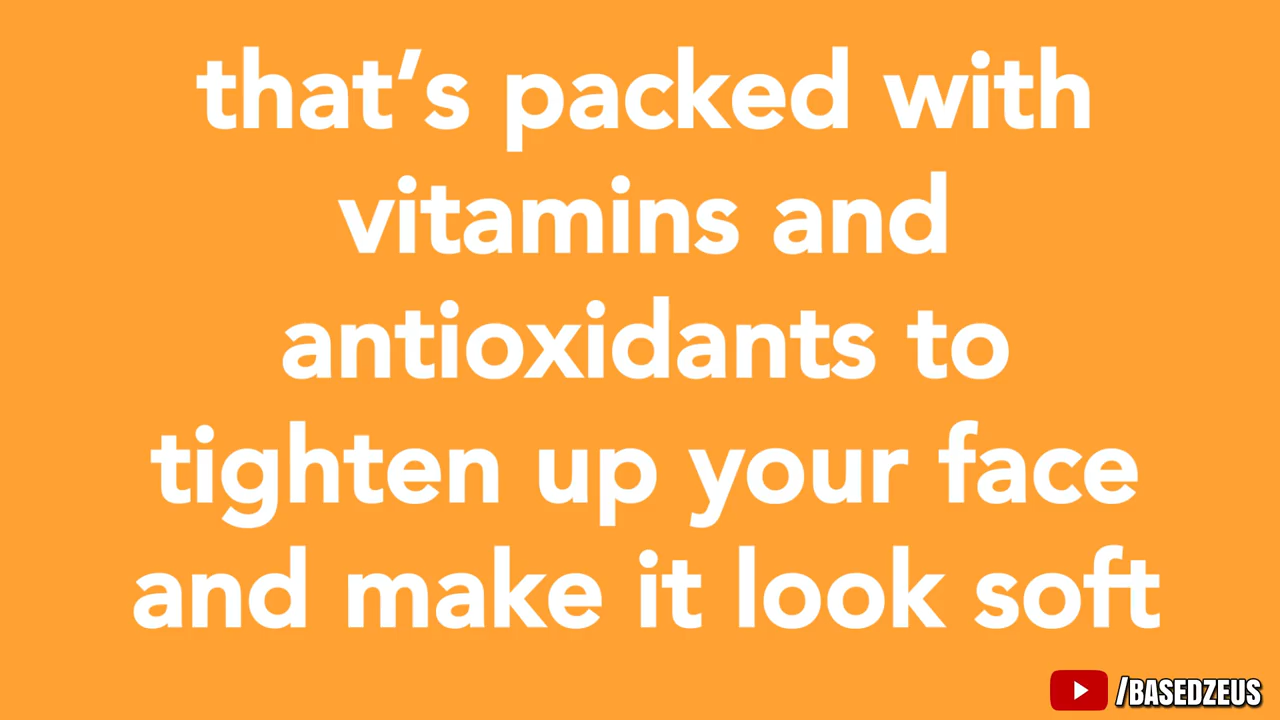 that’s packed with
vitamins and
antioxidants to
tighten up your face
and make it look soft
/BASEDZEUS